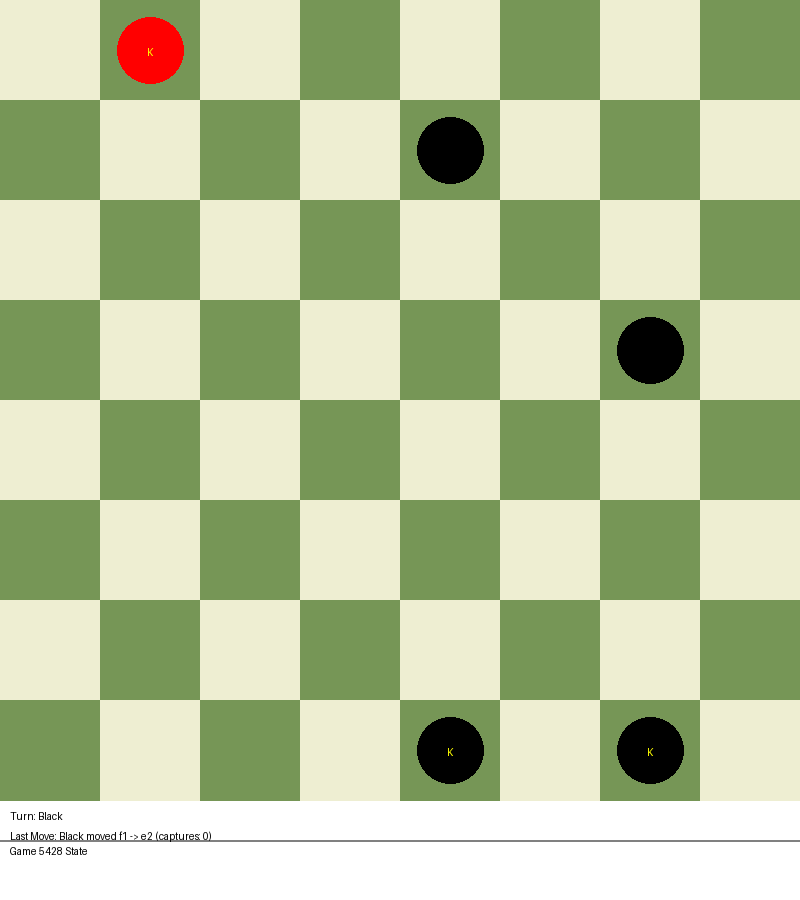 K
K K
Turn: Black
Last Move: Black moved f1 -> e2 (captures: 0)
Game 5428 State